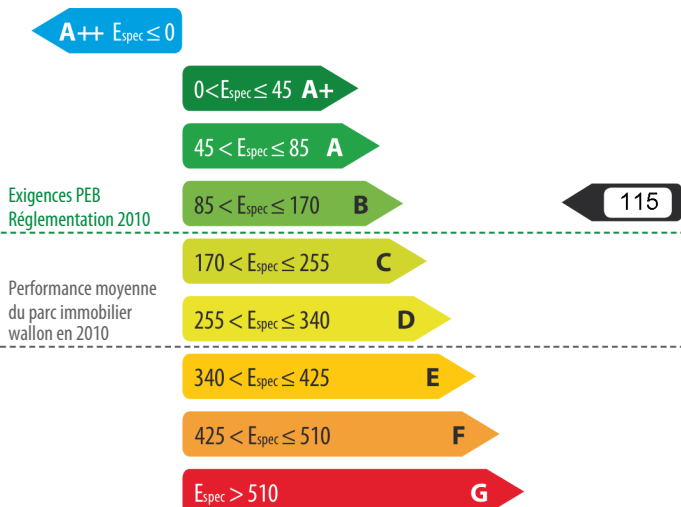 A++ Espec ≤ 0
0 < Espec ≤ 45 A+
45 < Espec ≤ 85 A
Exigences PEB
Réglementation 2010
85 < Espec ≤ 170 B
115
170 < Espec ≤ 255 C
Performance moyenne
du parc immobilier
wallon en 2010
255 < Espec ≤ 340 D
340 < Espec ≤ 425 E
425 < Espec ≤ 510 F
Espec > 510 G